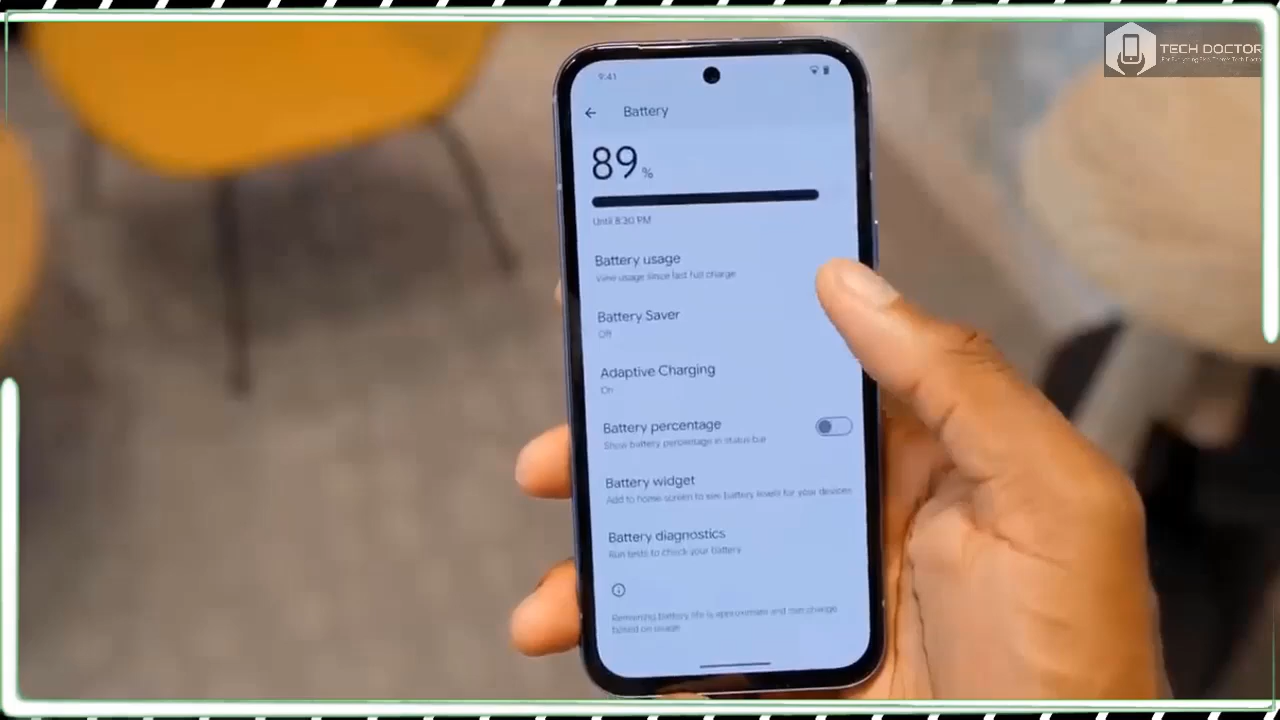 TECH DOCTOR
9:41
Battery
89%
Until 8:30 PM
Battery usage
View usage since last full charge
Battery Saver
Off
Adaptive Charging
On
Battery percentage
Show battery percentage in status bar
Battery widget
Add to home screen to see battery levels for your devices
Battery diagnostics
Run tests to check your battery
Remaining battery life is approximate and can change
based on usage